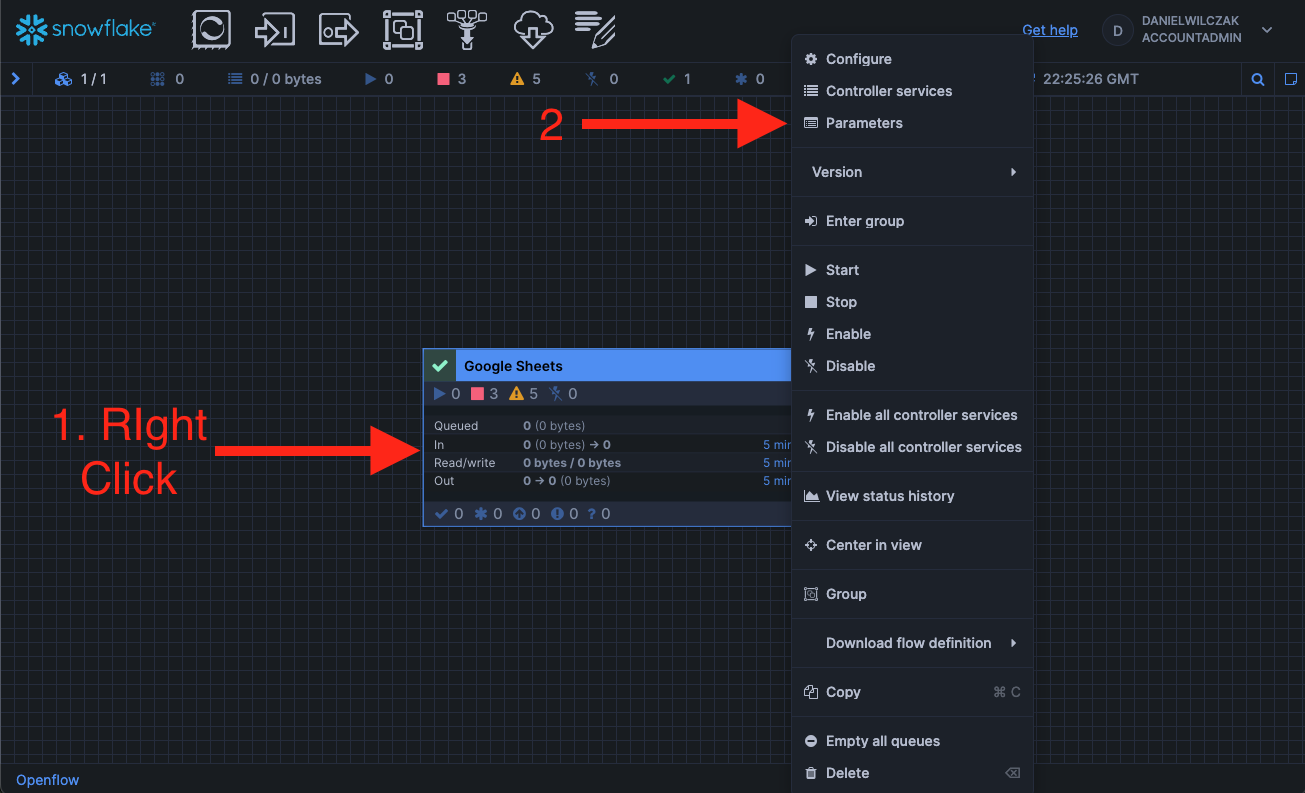 snowflake®
Get help
D
DANIELWILCZAK
ACCOUNTADMIN
1 / 1
0
0 / 0 bytes
0
3
5
0
1
0
22:25:26 GMT
Configure
Controller services
2
Parameters
Version
Enter group
Start
Stop
Enable
Disable
Google Sheets
0 3 5 0
1. RIght
Click
Queued 0 (0 bytes)
In 0 (0 bytes) → 0 5 min
Read/write 0 bytes / 0 bytes 5 min
Out 0 → 0 (0 bytes) 5 min
0 0 0 0 ? 0
Enable all controller services
Disable all controller services
View status history
Center in view
Group
Download flow definition
Copy ⌘ C
Empty all queues
Delete
Openflow